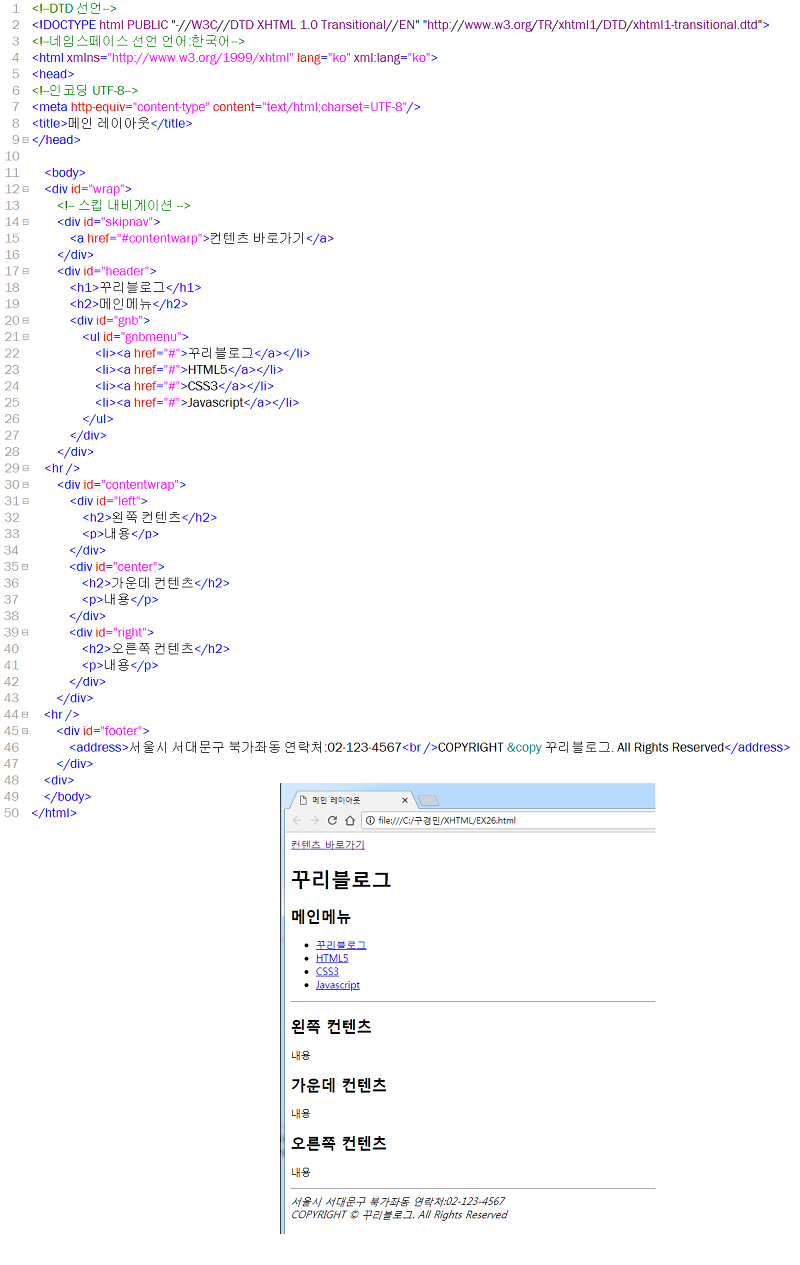 1 <!--DTD 선언-->
2 <!DOCTYPE html PUBLIC "-//W3C//DTD XHTML 1.0 Transitional//EN" "http://www.w3.org/TR/xhtml1/DTD/xhtml1-transitional.dtd">
3 <!--네임스페이스 선언 언어:한국어-->
4 <html xmlns="http://www.w3.org/1999/xhtml" lang="ko" xml:lang="ko">
5 <head>
6 <!--인코딩 UTF-8-->
7 <meta http-equiv="content-type" content="text/html;charset=UTF-8"/>
8 <title>메인 레이아웃</title>
9 </head>
10
11 <body>
12 <div id="wrap">
13 <!-- 스킵 내비게이션 -->
14 <div id="skipnav">
15 <a href="#contentwarp">컨텐츠 바로가기</a>
16 </div>
17 <div id="header">
18 <h1>꾸리블로그</h1>
19 <h2>메인메뉴</h2>
20 <div id="gnb">
21 <ul id="gnbmenu">
22 <li><a href="#">꾸리블로그</a></li>
23 <li><a href="#">HTML5</a></li>
24 <li><a href="#">CSS3</a></li>
25 <li><a href="#">Javascript</a></li>
26 </ul>
27 </div>
28 </div>
29 <hr />
30 <div id="contentwrap">
31 <div id="left">
32 <h2>왼쪽 컨텐츠</h2>
33 <p>내용</p>
34 </div>
35 <div id="center">
36 <h2>가운데 컨텐츠</h2>
37 <p>내용</p>
38 </div>
39 <div id="right">
40 <h2>오른쪽 컨텐츠</h2>
41 <p>내용</p>
42 </div>
43 </div>
44 <hr />
45 <div id="footer">
46 <address>서울시 서대문구 북가좌동 연락처:02-123-4567<br />COPYRIGHT &copy 꾸리블로그. All Rights Reserved</address>
47 </div>
48 <div>
49 </body>
50 </html>
메인 레이아웃
file:///C:/구경민/XHTML/EX26.html
컨텐츠 바로가기
꾸리블로그
메인메뉴
• 꾸리블로그
• HTML5
• CSS3
• Javascript
왼쪽 컨텐츠
내용
가운데 컨텐츠
내용
오른쪽 컨텐츠
내용
서울시 서대문구 북가좌동 연락처:02-123-4567
COPYRIGHT © 꾸리블로그. All Rights Reserved